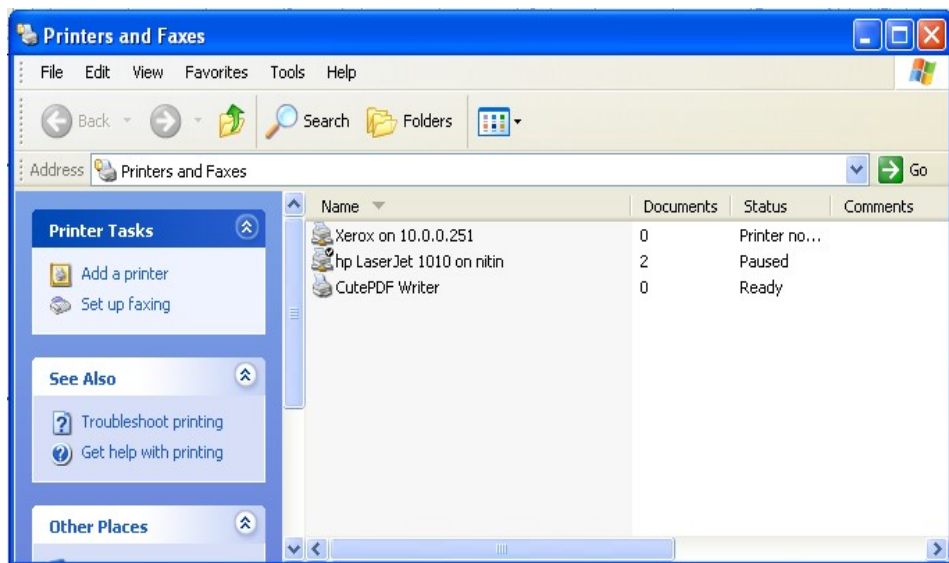 Printers and Faxes
File Edit View Favorites Tools Help
Back Search Folders
Address Printers and Faxes Go
Printer Tasks
Add a printer
Set up faxing
See Also
Troubleshoot printing
Get help with printing
Other Places
Name Documents Status Comments
Xerox on 10.0.0.251 0 Printer no...
hp LaserJet 1010 on nitin 2 Paused
CutePDF Writer 0 Ready